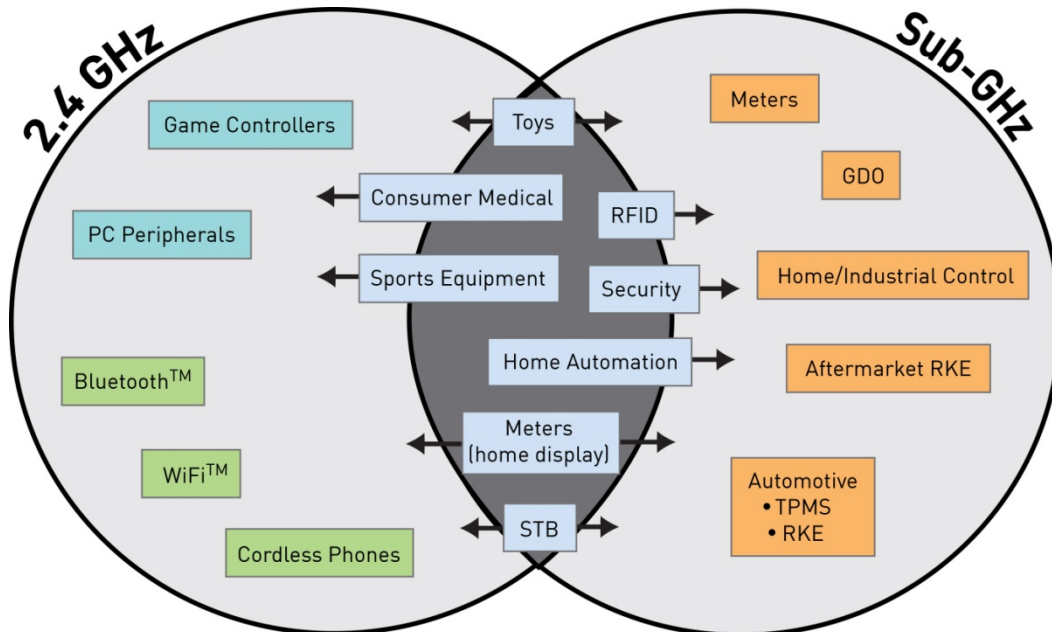 2.4 GHz
Sub-GHz
Game Controllers
PC Peripherals
Bluetooth™
WiFi™
Cordless Phones
Toys
Consumer Medical
RFID
Sports Equipment
Security
Home Automation
Meters
(home display)
STB
Meters
GDO
Home/Industrial Control
Aftermarket RKE
Automotive
• TPMS
• RKE